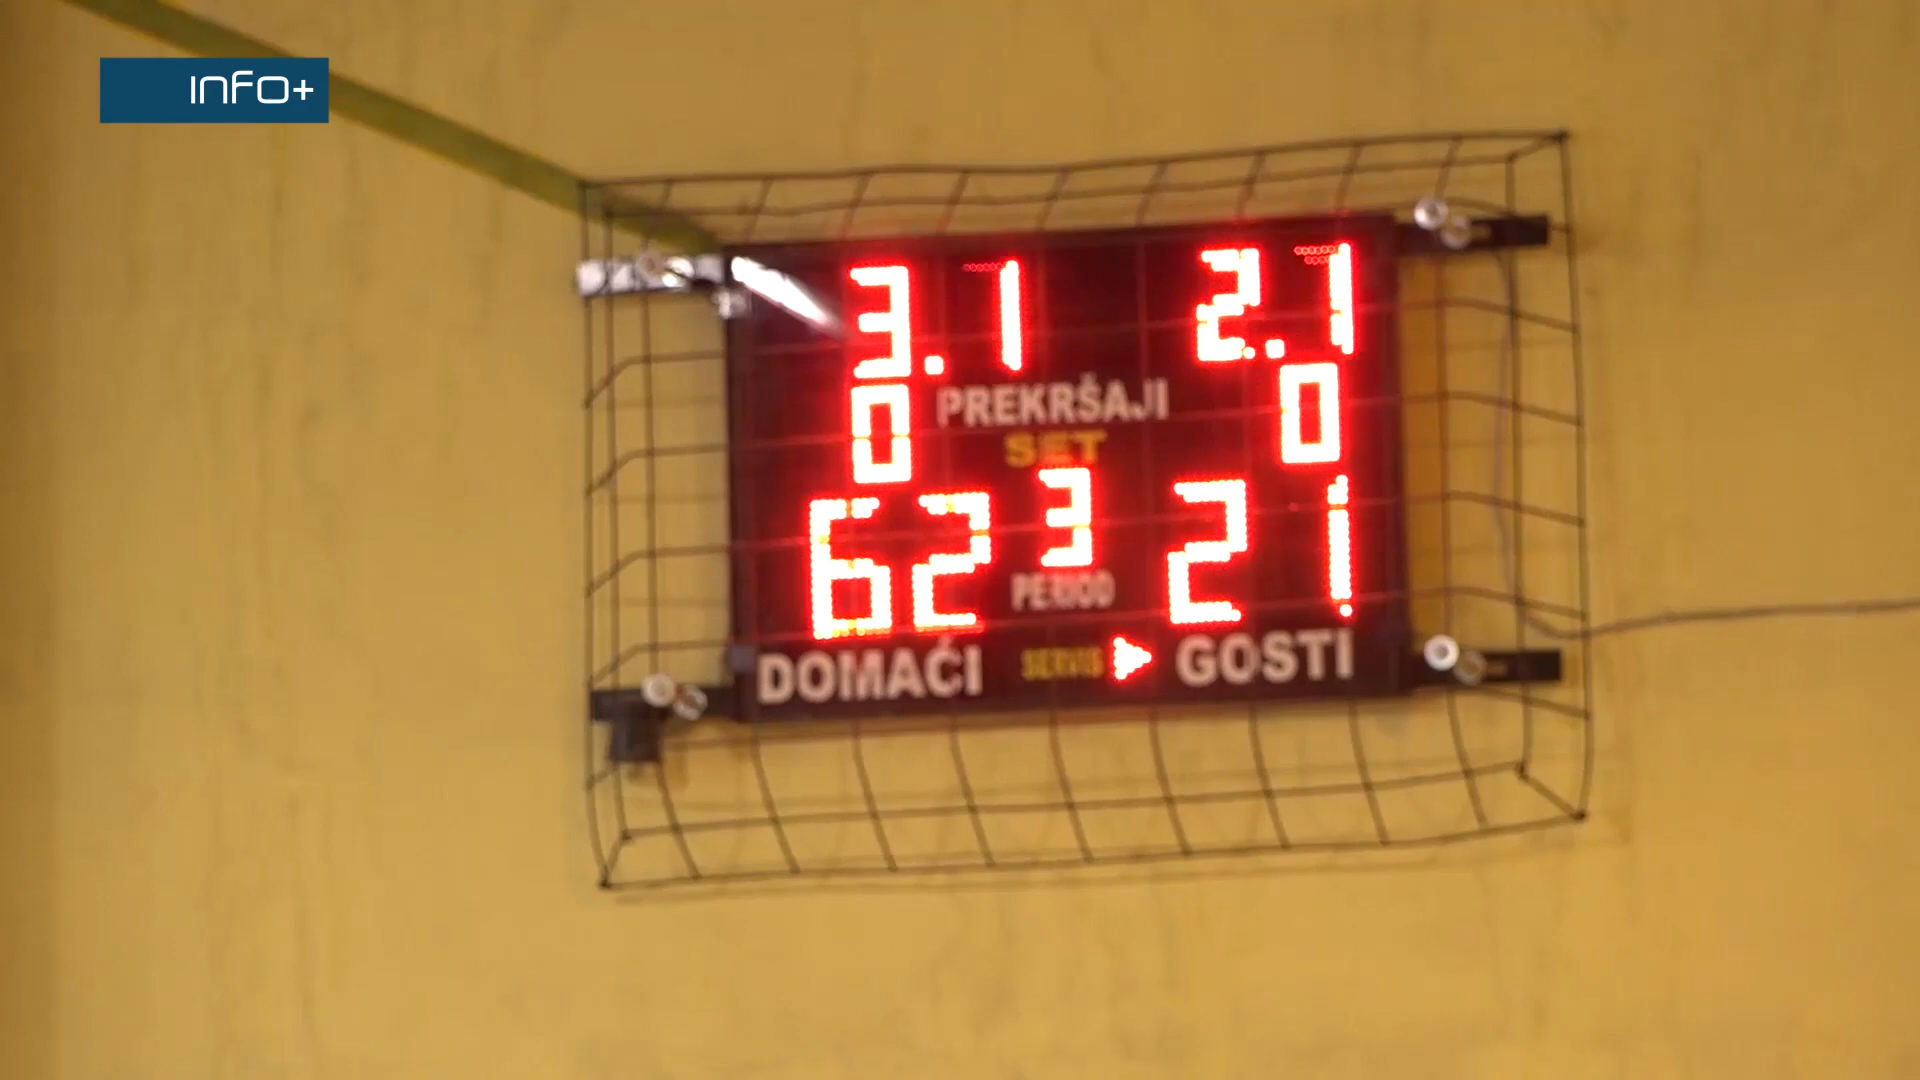 INFO+
3.1 2.1
0 PREKRŠAJI 0
SET
62 3 21
PERIOD
DOMAĆI SERVIS GOSTI